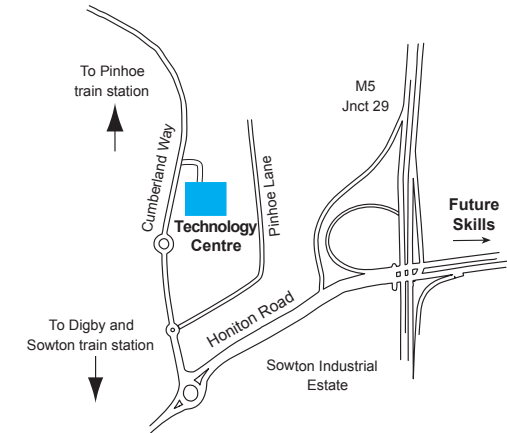 To Pinhoe
train station
M5
Jnct 29
Cumberland Way
Pinhoe Lane
Technology
Centre
Future
Skills
Honiton Road
To Digby and
Sowton train station
Sowton Industrial
Estate